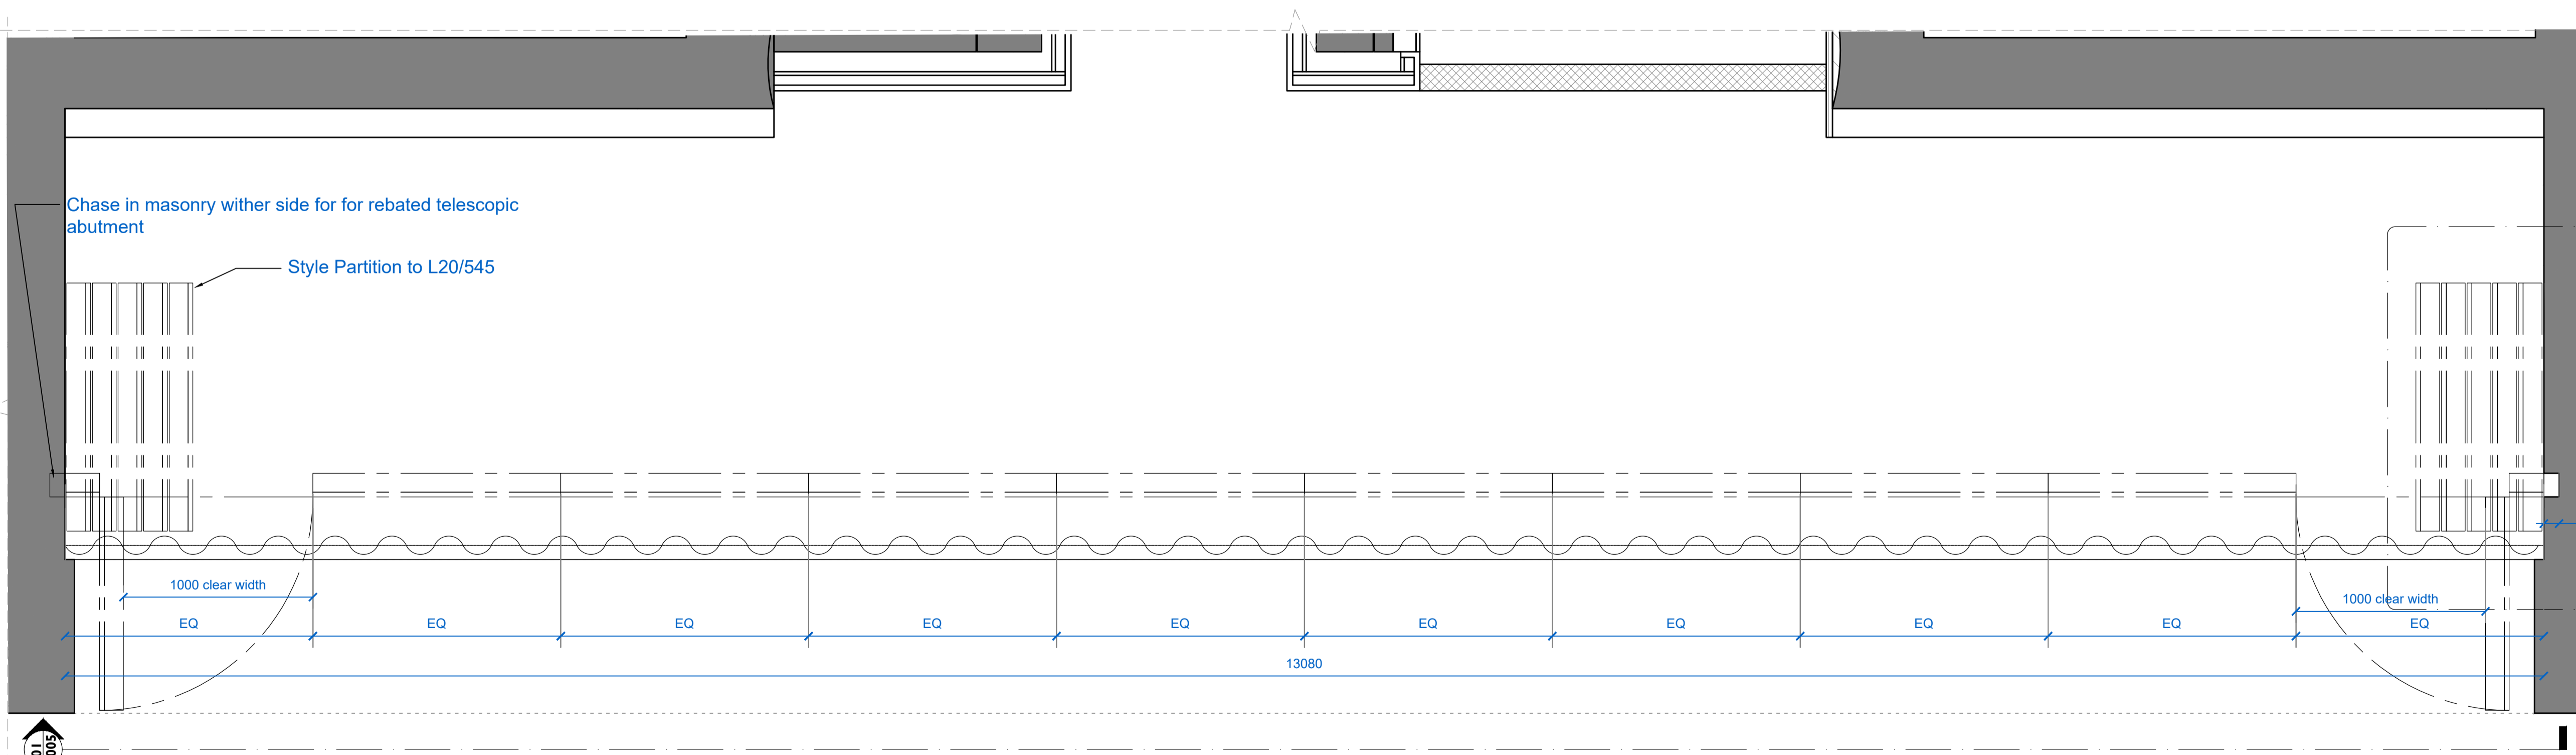 Chase in masonry wither side for for rebated telescopic
abutment
Style Partition to L20/545
1000 clear width
1000 clear width
EQ EQ EQ EQ EQ EQ EQ EQ EQ EQ
13080